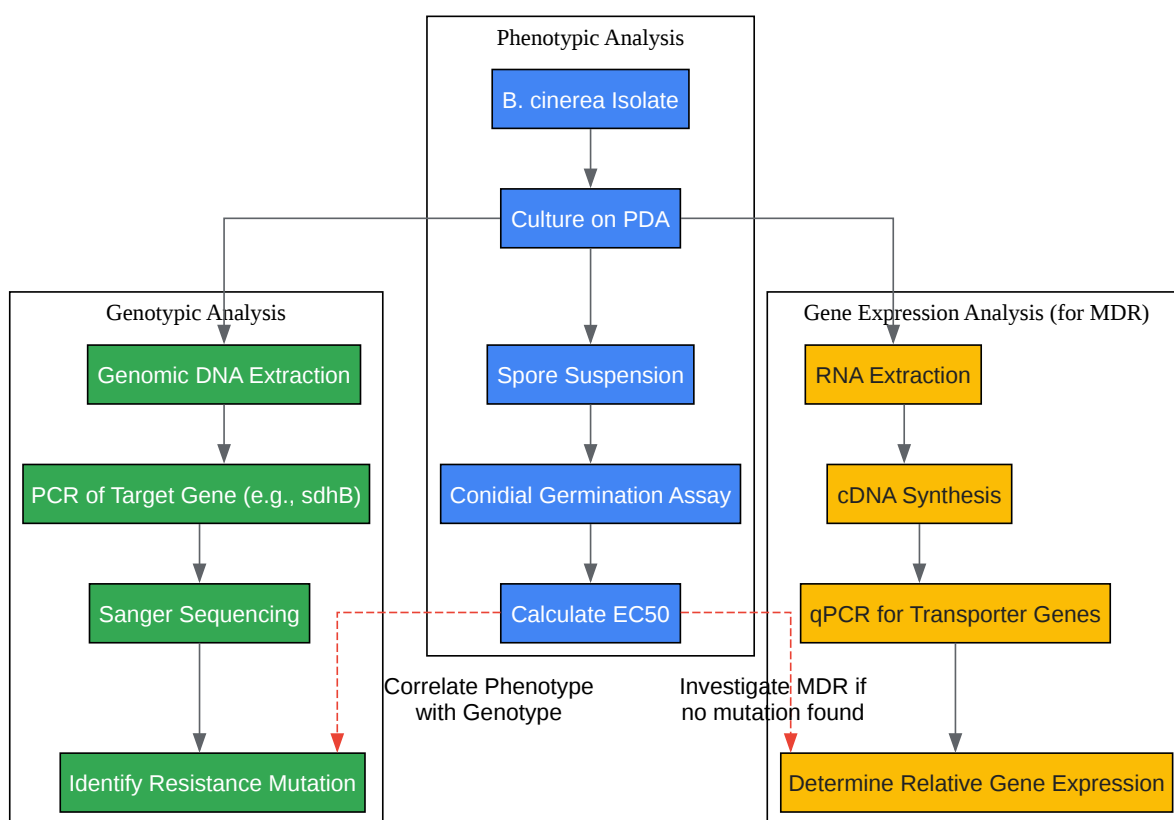 Phenotypic Analysis
B. cinerea Isolate
Culture on PDA
Genotypic Analysis
Gene Expression Analysis (for MDR)
Genomic DNA Extraction
Spore Suspension
RNA Extraction
PCR of Target Gene (e.g., sdhB)
Conidial Germination Assay
cDNA Synthesis
Sanger Sequencing
Calculate EC50
qPCR for Transporter Genes
Correlate Phenotype
with Genotype
Investigate MDR if
no mutation found
Identify Resistance Mutation
Determine Relative Gene Expression